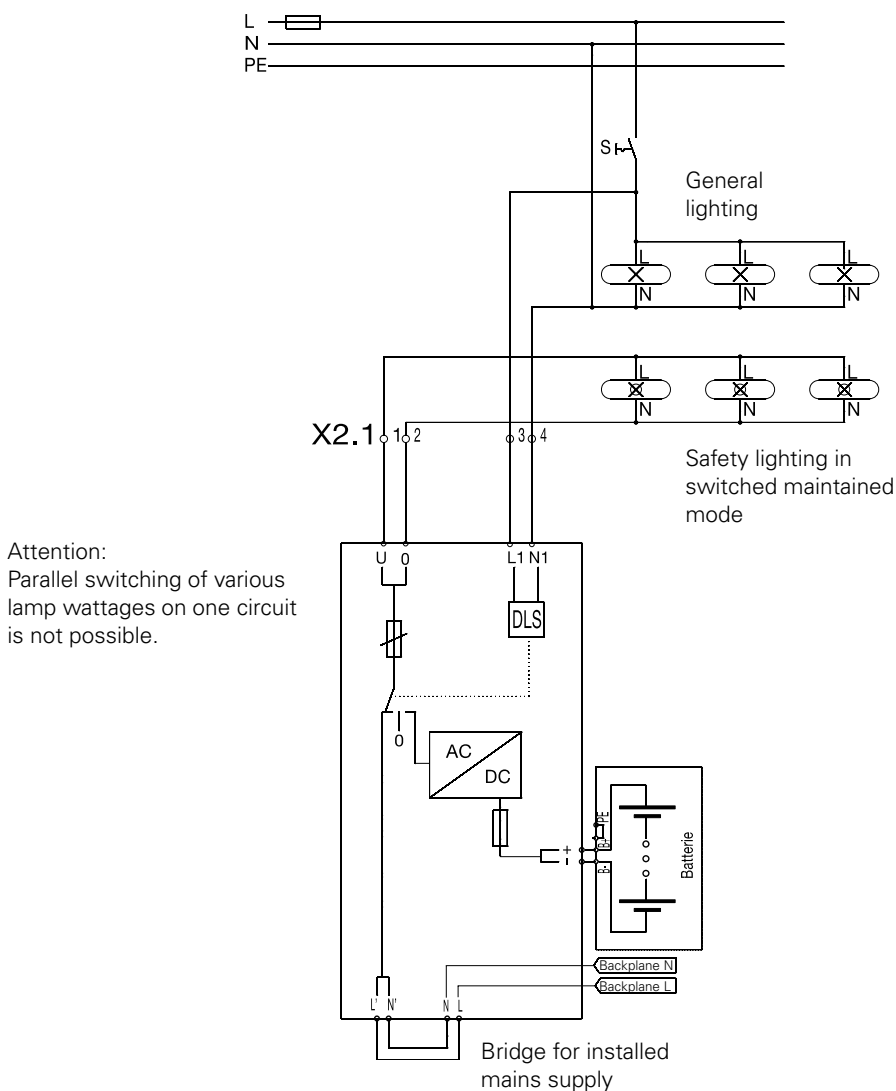 L
N
PE
S
General
lighting
L L L
N N N
L L L
N N N
X2.1 1 2 3 4
Safety lighting in
switched maintained
mode
Attention:
Parallel switching of various
lamp wattages on one circuit
is not possible.
U 0 L1 N1
DLS
0
AC
DC
+
-
PE
B+
B-
Batterie
Backplane N
Backplane L
L' N' N L
Bridge for installed
mains supply